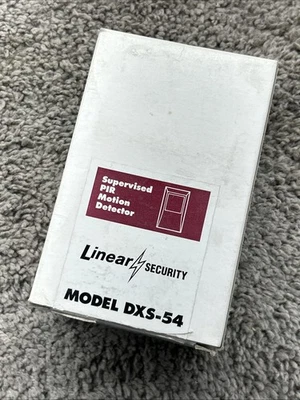 Supervised
PIR
Motion
Detector
Linear SECURITY
MODEL DXS-54